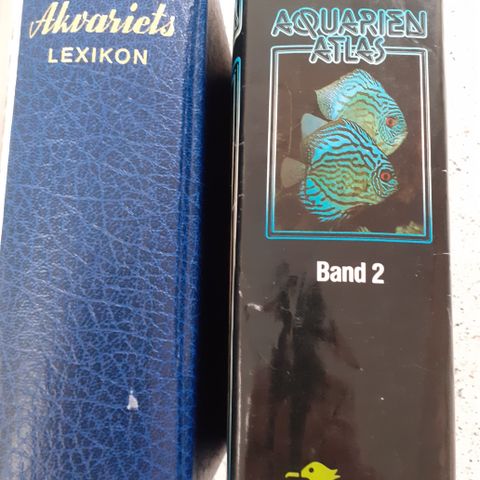 Akvariets
LEXIKON
AQUARIEN
ATLAS
Band 2